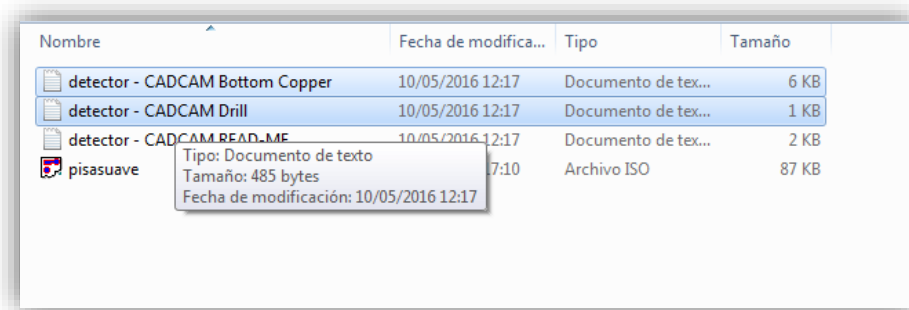 Nombre Fecha de modifica... Tipo Tamaño
detector - CADCAM Bottom Copper 10/05/2016 12:17 Documento de tex... 6 KB
detector - CADCAM Drill 10/05/2016 12:17 Documento de tex... 1 KB
detector - CADCAM READ-ME 10/05/2016 12:17 Documento de tex... 2 KB
Tipo: Documento de texto
pisasuave 7:10 Archivo ISO 87 KB
Tamaño: 485 bytes
Fecha de modificación: 10/05/2016 12:17